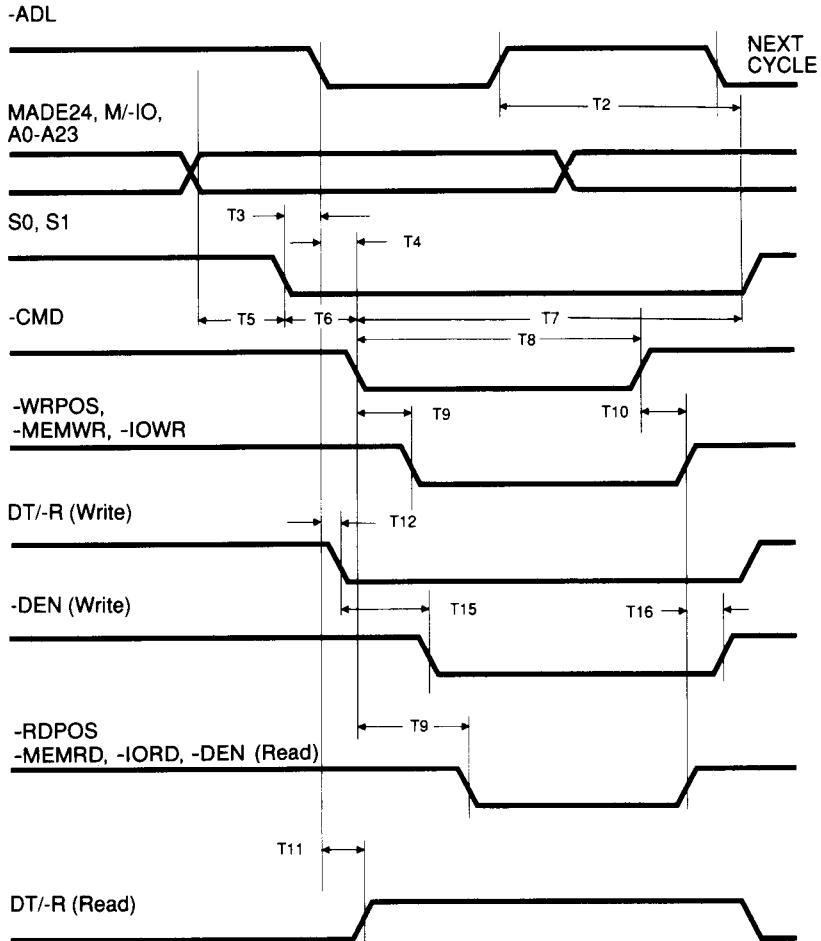 -ADL
NEXT
CYCLE
T2
MADE24, M/-IO,
A0-A23
T3
S0, S1
T4
-CMD
T5
T6
T7
T8
-WRPOS,
-MEMWR, -IOWR
T9
T10
DT/-R (Write)
T12
-DEN (Write)
T15
T16
-RDPOS
-MEMRD, -IORD, -DEN (Read)
T9
T11
DT/-R (Read)